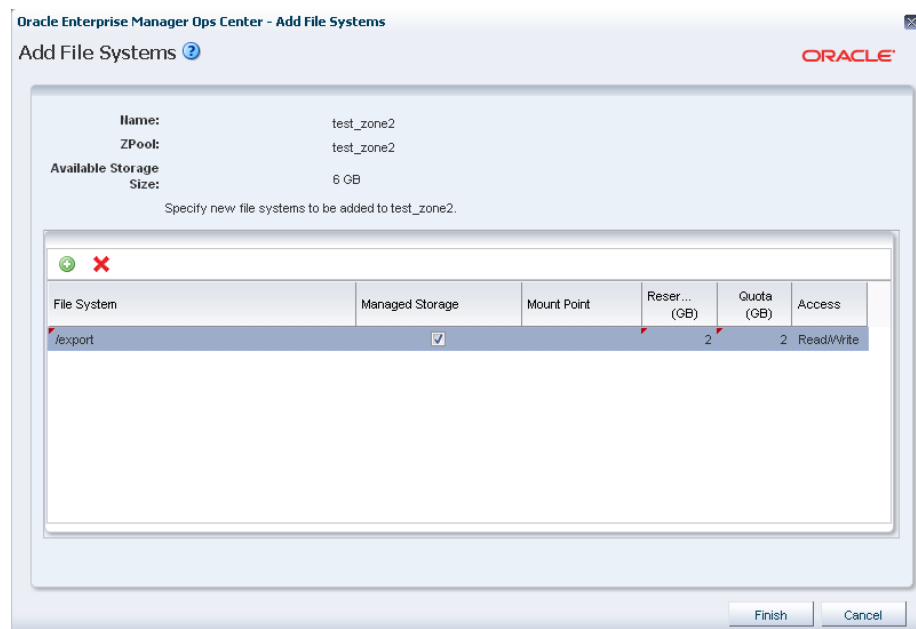 Oracle Enterprise Manager Ops Center - Add File Systems
Add File Systems ?
ORACLE
Name: test_zone2
ZPool: test_zone2
Available Storage
Size: 6 GB
Specify new file systems to be added to test_zone2.
File System Managed Storage Mount Point Reser... (GB) Quota (GB) Access
/export 2 2 Read/Write
Finish Cancel